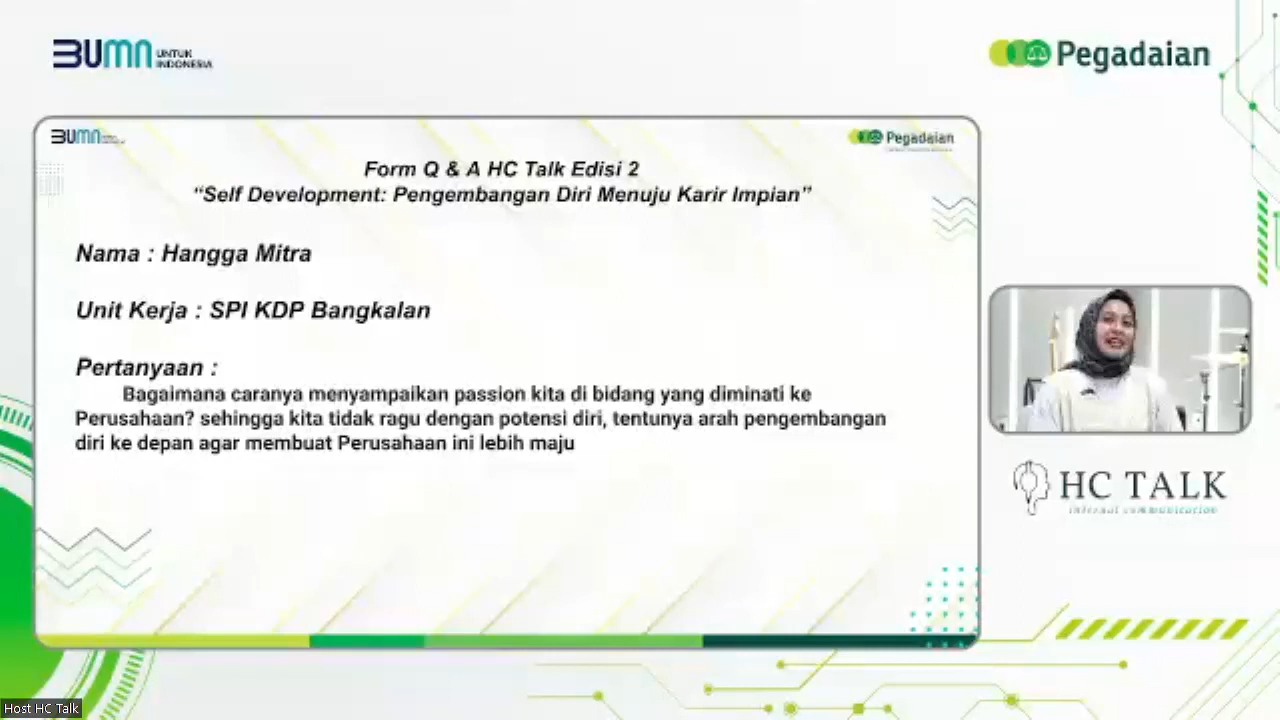 BUMN UNTUK
INDONESIA
Pegadaian
BUMN
Pegadaian
Form Q & A HC Talk Edisi 2
“Self Development: Pengembangan Diri Menuju Karir Impian”
Nama : Hangga Mitra
Unit Kerja : SPI KDP Bangkalan
Pertanyaan :
Bagaimana caranya menyampaikan passion kita di bidang yang diminati ke
Perusahaan? sehingga kita tidak ragu dengan potensi diri, tentunya arah pengembangan
diri ke depan agar membuat Perusahaan ini lebih maju
HC TALK
internal communication
Host HC Talk